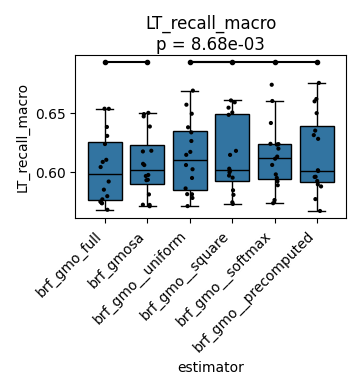 LT_recall_macro
p = 8.68e-03
LT_recall_macro
0.65
0.60
brf_gmo_full
brf_gmosa
brf_gmo__uniform
brf_gmo__square
brf_gmo__softmax
brf_gmo__precomputed
estimator